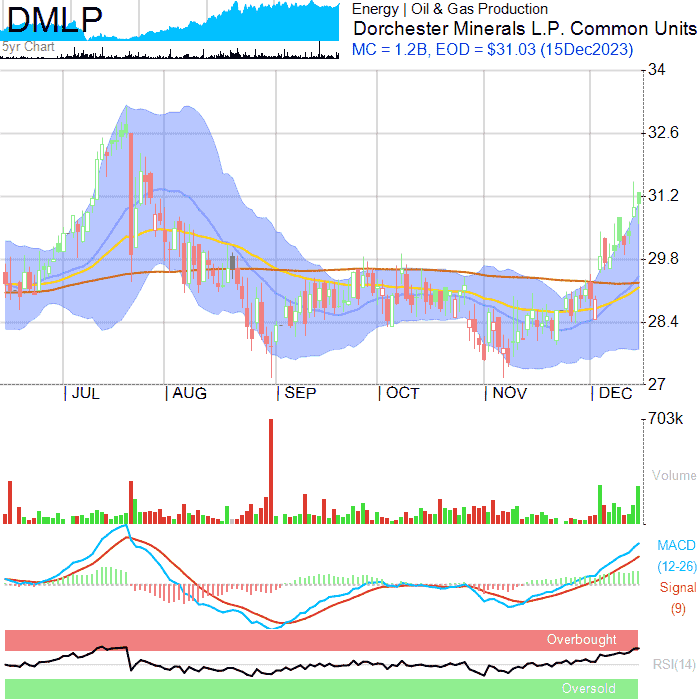 DMLP
5yr Chart
Energy | Oil & Gas Production
Dorchester Minerals L.P. Common Units
MC = 1.2B, EOD = $31.03 (15Dec2023)
34
32.6
31.2
29.8
28.4
27
JUL AUG SEP OCT NOV DEC
703k
Volume
MACD
(12-26)
Signal
(9)
Overbought
RSI(14)
Oversold